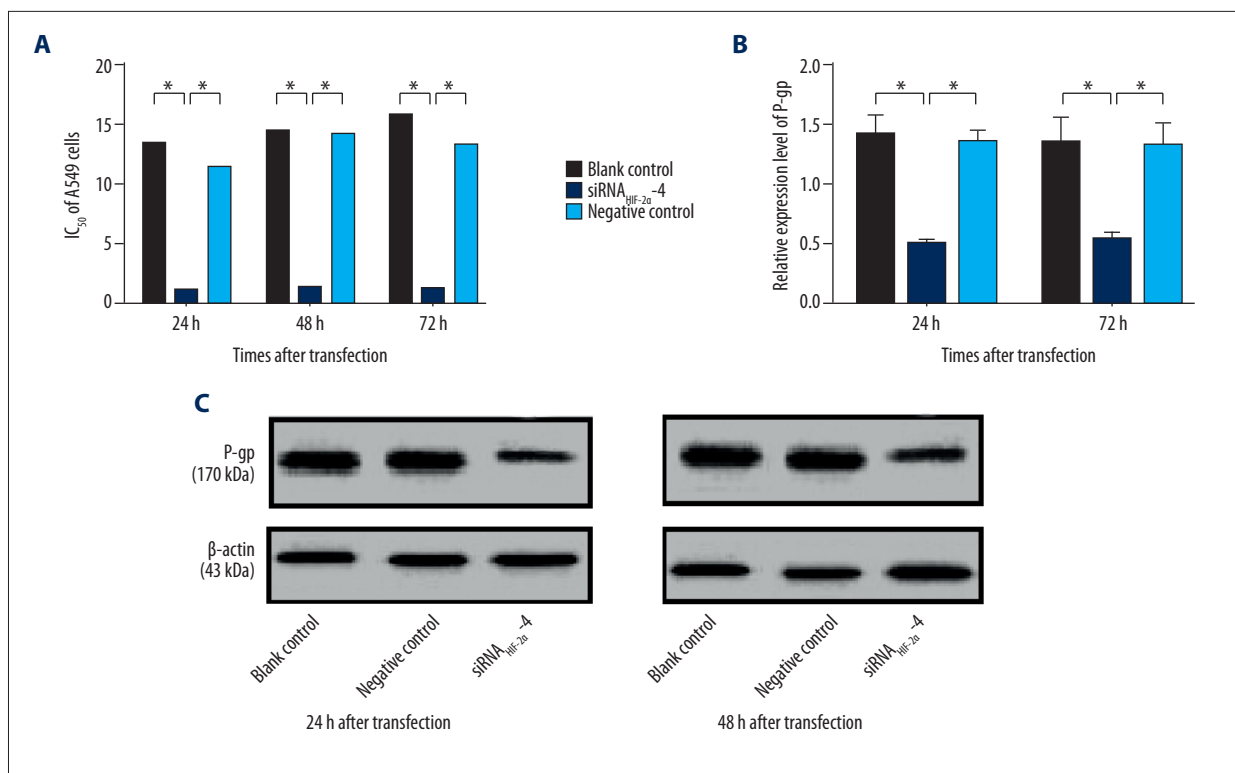 A
20
15
10
5
0
IC50 of A549 cells
* *
* *
* *
24 h
48 h
72 h
Times after transfection
Blank control
siRNAHIF-2α-4
Negative control
B
2.0
1.5
1.0
0.5
0.0
Relative expression level of P-gp
* *
* *
24 h
72 h
Times after transfection
C
P-gp
(170 kDa)
β-actin
(43 kDa)
Blank control
Negative control
siRNAHIF-2α-4
24 h after transfection
Blank control
Negative control
siRNAHIF-2α-4
48 h after transfection